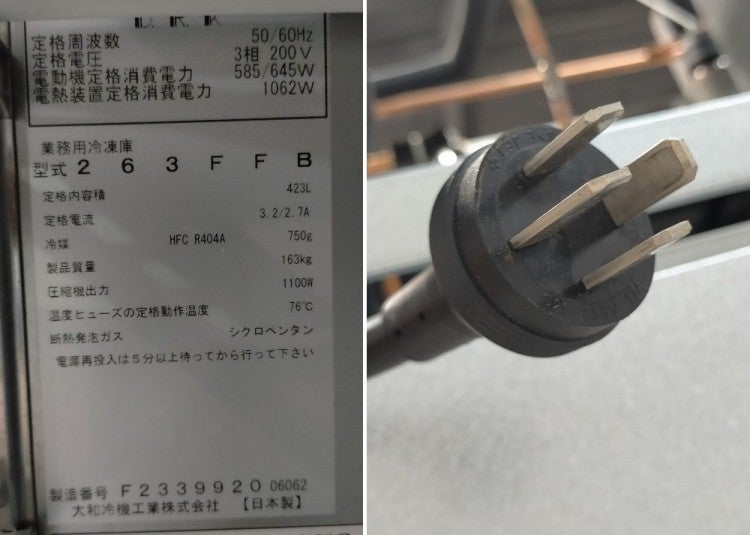 定格周波数 50/60Hz
定格電圧 3相 200V
電動機定格消費電力 585/645W
電熱装置定格消費電力 1062W
業務用冷凍庫
型式 2 6 3 F F B
定格内容積 423L
定格電流 3.2/2.7A
冷媒 HFC R404A 750g
製品質量 163kg
圧縮機出力 1100W
温度ヒューズの定格動作温度 76℃
断熱発泡ガス シクロペンタン
電源再投入は5分以上待ってから行って下さい
製造番号 F2339920 06062
大和冷機工業株式会社 【日本製】